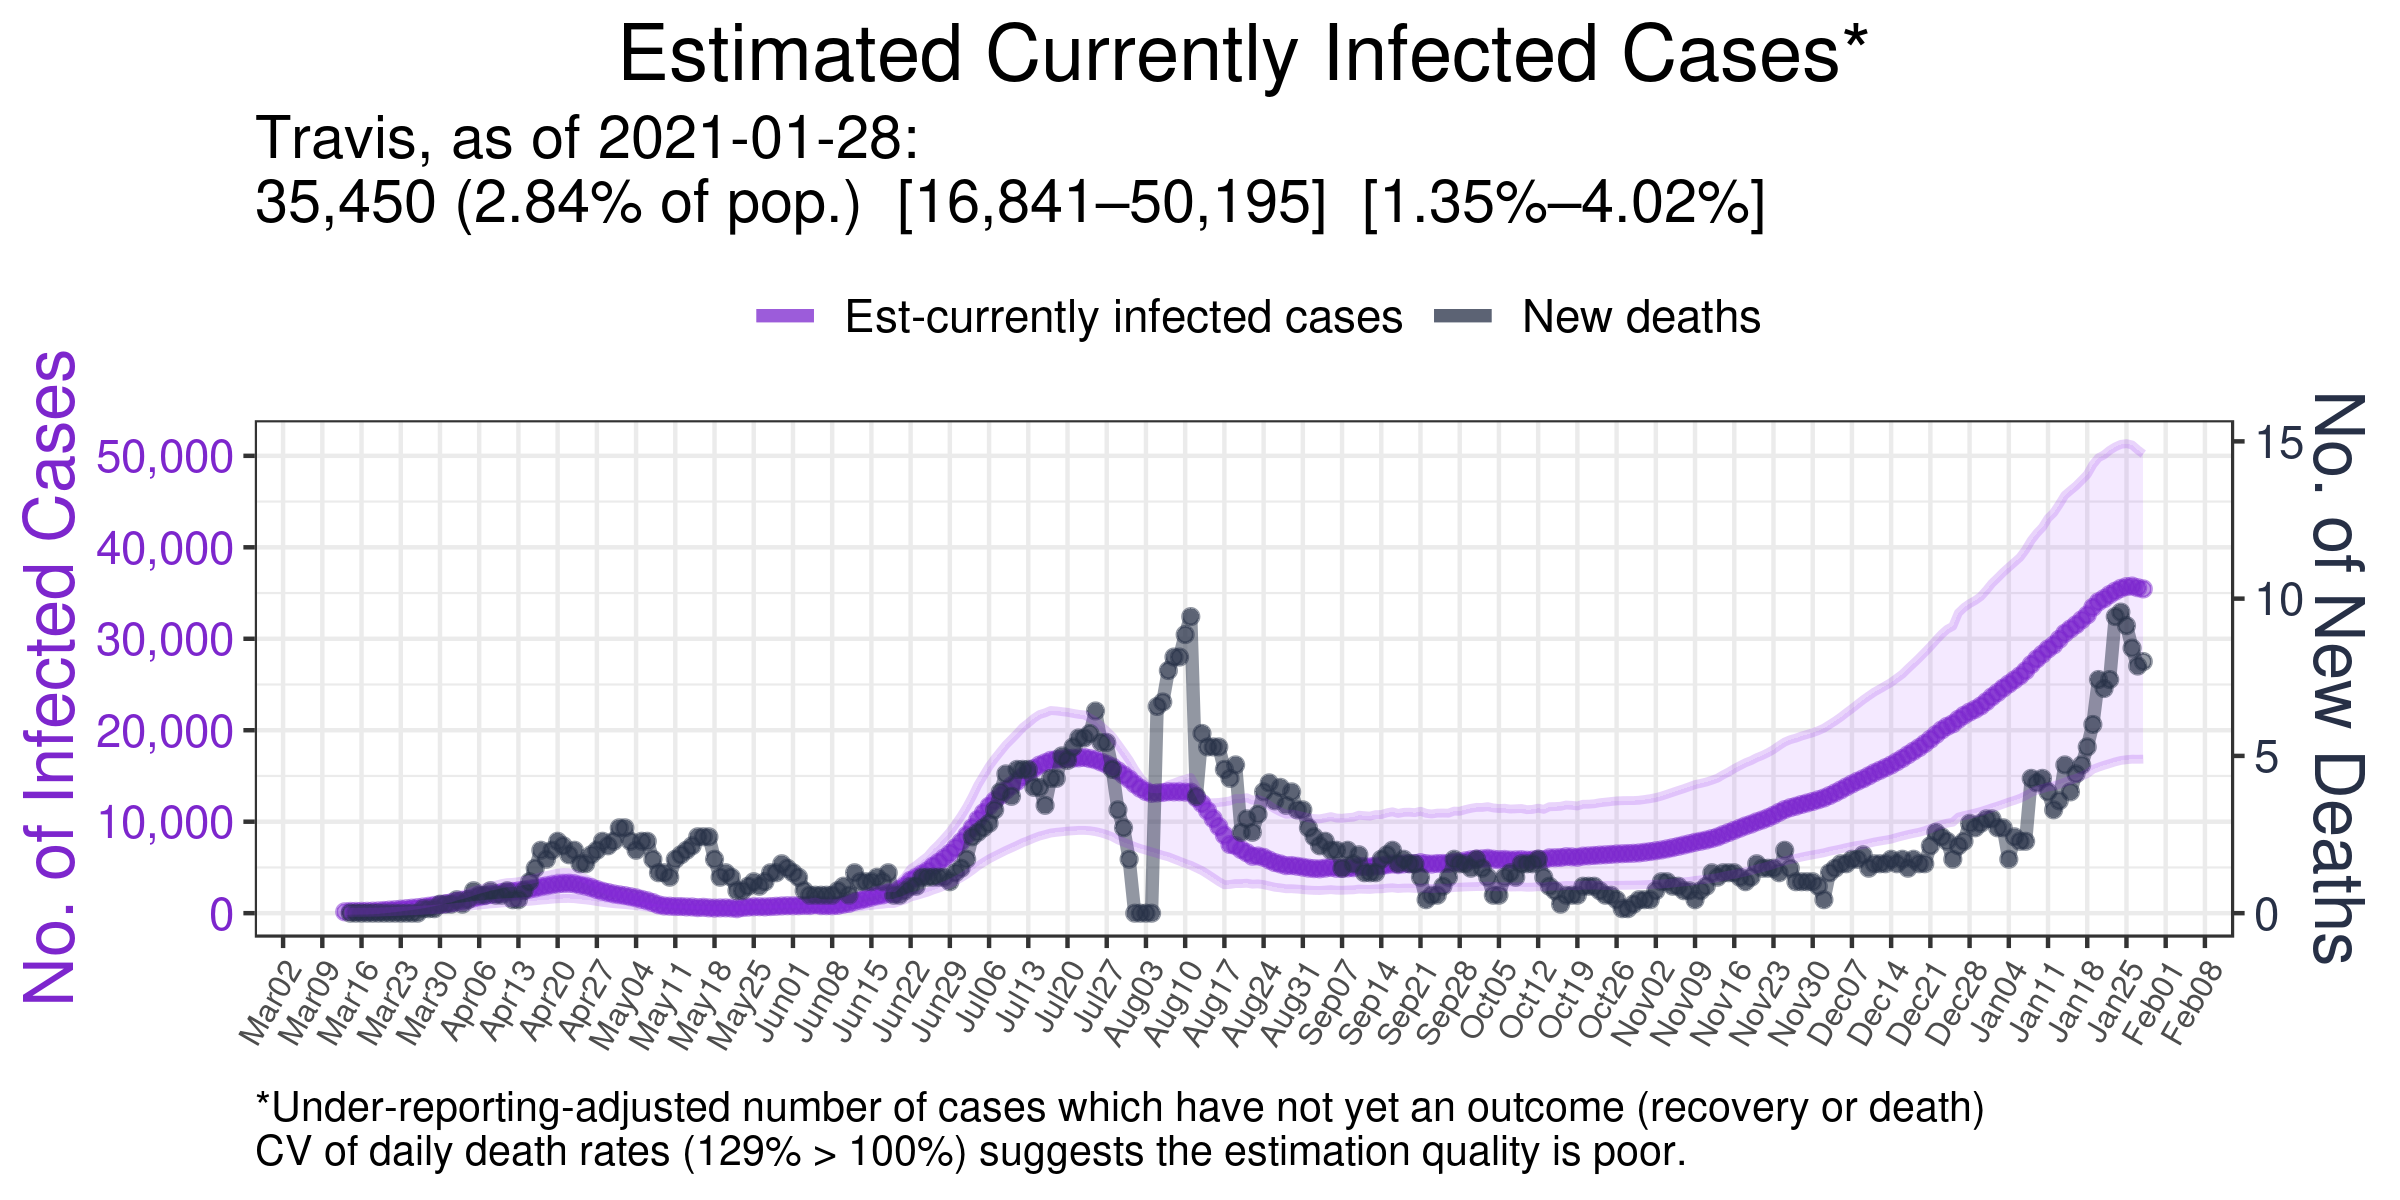 Estimated Currently Infected Cases*
Travis, as of 2021-01-28:
35,450 (2.84% of pop.) [16,841–50,195] [1.35%–4.02%]
Est-currently infected cases
New deaths
No. of Infected Cases
50,000
40,000
30,000
20,000
10,000
0
15
10
5
0
No. of New Deaths
Mar02
Mar09
Mar16
Mar23
Mar30
Apr06
Apr13
Apr20
Apr27
May04
May11
May18
May25
Jun01
Jun08
Jun15
Jun22
Jun29
Jul06
Jul13
Jul20
Jul27
Aug03
Aug10
Aug17
Aug24
Aug31
Sep07
Sep14
Sep21
Sep28
Oct05
Oct12
Oct19
Oct26
Nov02
Nov09
Nov16
Nov23
Nov30
Dec07
Dec14
Dec21
Dec28
Jan04
Jan11
Jan18
Jan25
Feb01
Feb08
*Under-reporting-adjusted number of cases which have not yet an outcome (recovery or death)
CV of daily death rates (129% > 100%) suggests the estimation quality is poor.